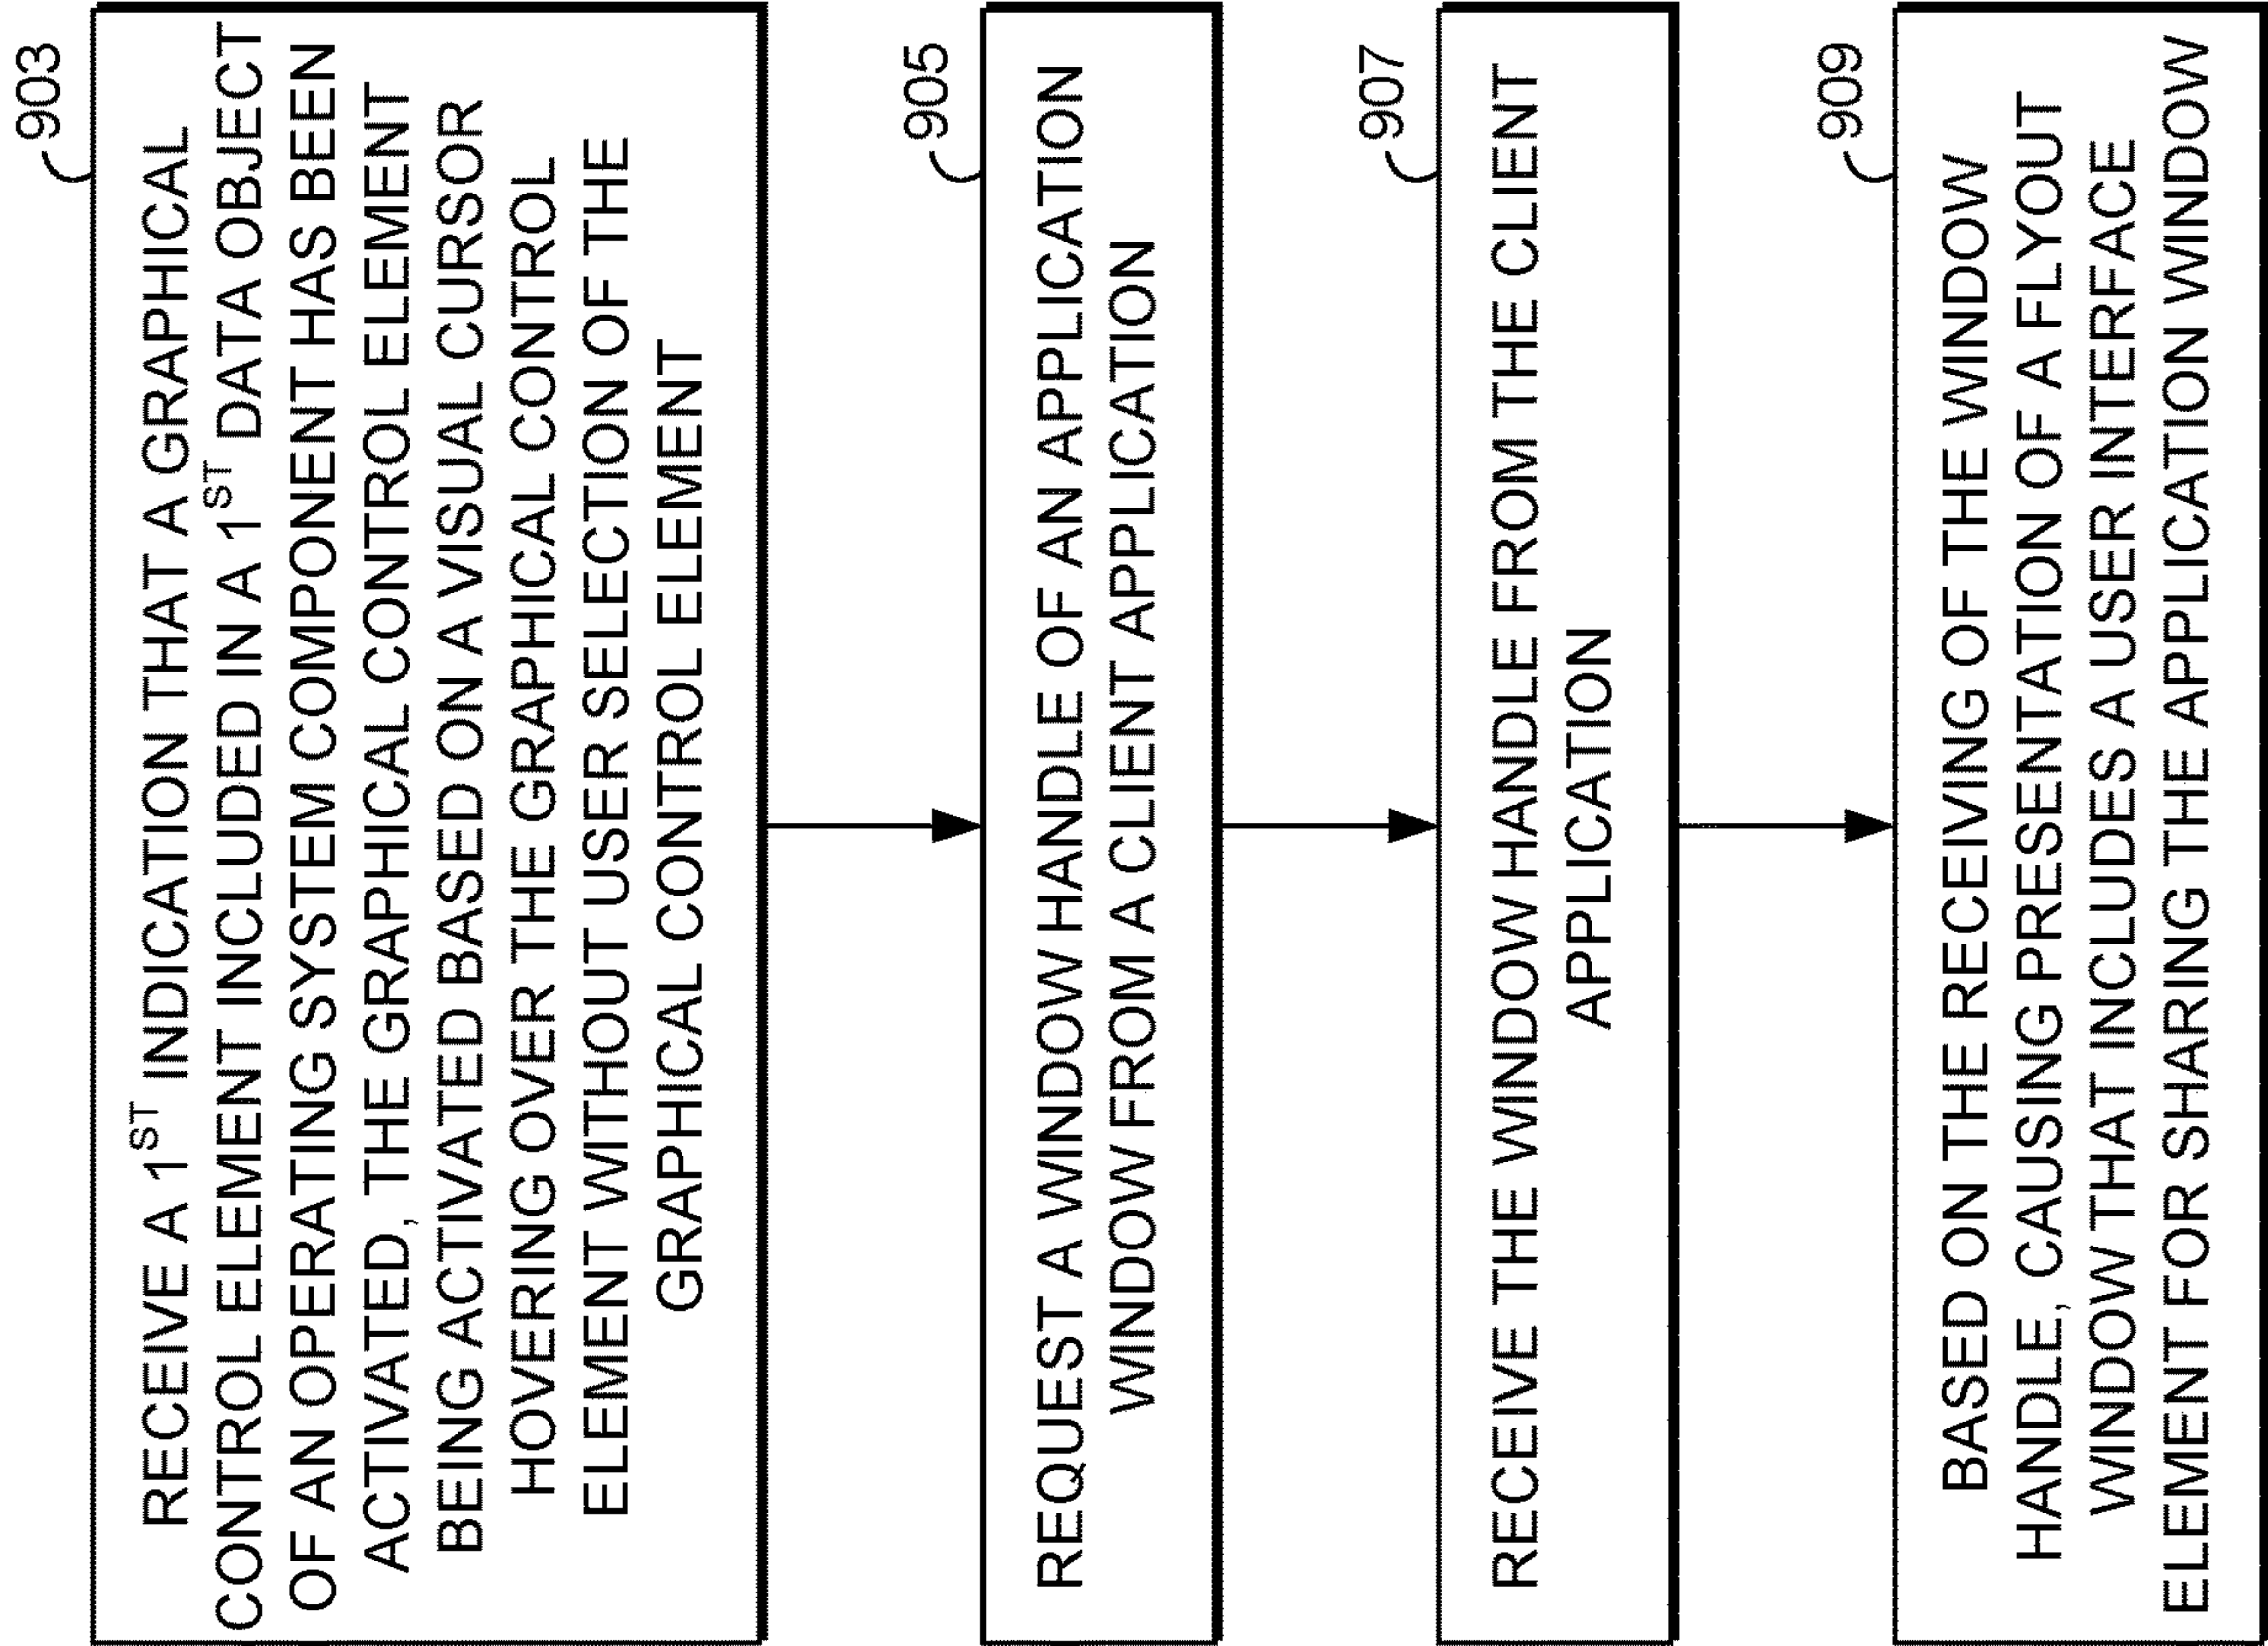 903
RECEIVE A 1ST INDICATION THAT A GRAPHICAL
CONTROL ELEMENT INCLUDED IN A 1ST DATA OBJECT
OF AN OPERATING SYSTEM COMPONENT HAS BEEN
ACTIVATED, THE GRAPHICAL CONTROL ELEMENT
BEING ACTIVATED BASED ON A VISUAL CURSOR
HOVERING OVER THE GRAPHICAL CONTROL
ELEMENT WITHOUT USER SELECTION OF THE
GRAPHICAL CONTROL ELEMENT
905
REQUEST A WINDOW HANDLE OF AN APPLICATION
WINDOW FROM A CLIENT APPLICATION
907
RECEIVE THE WINDOW HANDLE FROM THE CLIENT
APPLICATION
909
BASED ON THE RECEIVING OF THE WINDOW
HANDLE, CAUSING PRESENTATION OF A FLYOUT
WINDOW THAT INCLUDES A USER INTERFACE
ELEMENT FOR SHARING THE APPLICATION WINDOW